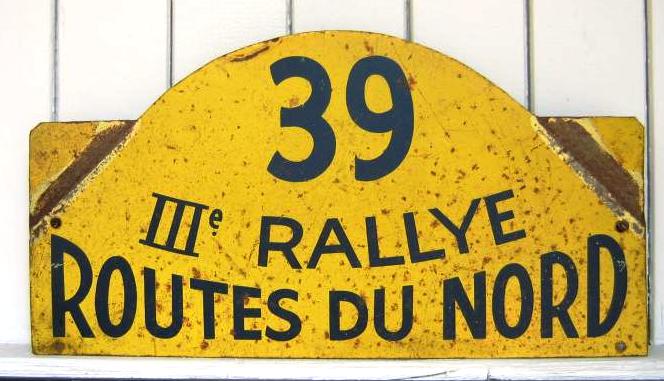 39
IIIe RALLYE
ROUTES DU NORD